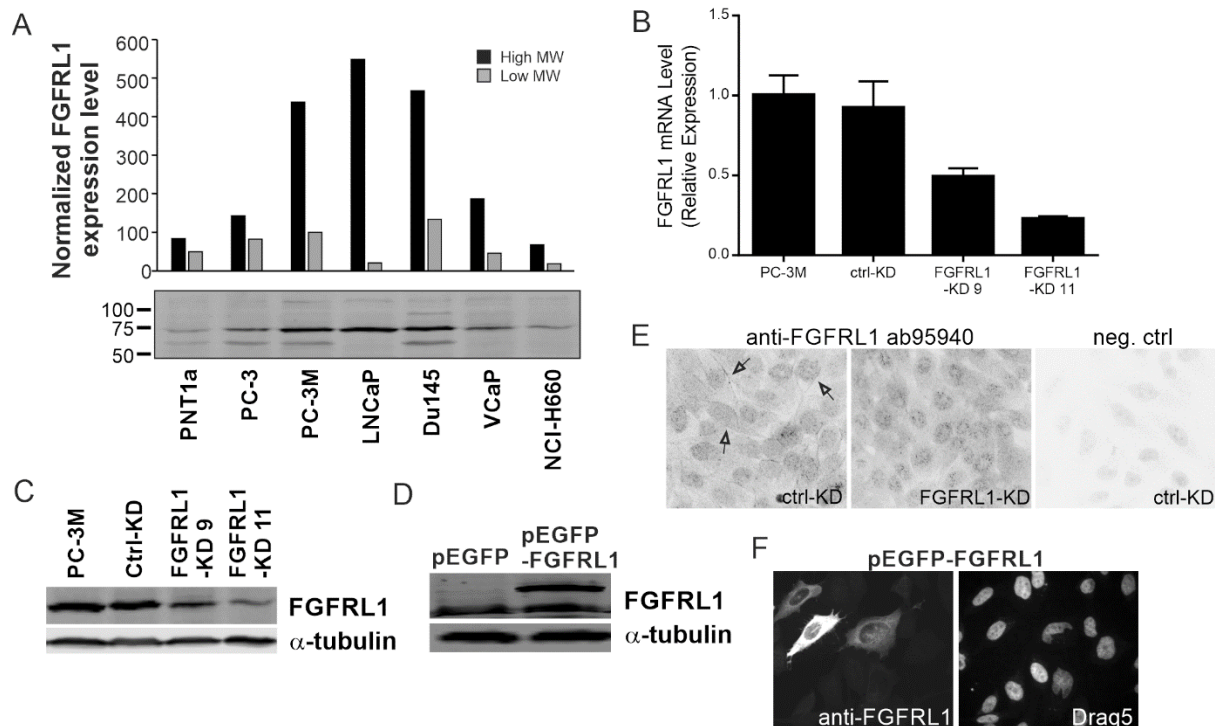 A
Normalized FGFRL1
expression level
600
500
400
300
200
100
0
High MW
Low MW
100
75
50
PNT1a
PC-3
PC-3M
LNCaP
Du145
VCaP
NCI-H660
B
FGFRL1 mRNA Level
(Relative Expression)
1.5
1.0
0.5
0.0
PC-3M
ctrl-KD
FGFRL1
-KD 9
FGFRL1
-KD 11
C
PC-3M
Ctrl-KD
FGFRL1
-KD 9
FGFRL1
-KD 11
FGFRL1
α-tubulin
D
pEGFP
pEGFP
-FGFRL1
FGFRL1
α-tubulin
E
anti-FGFRL1 ab95940
neg. ctrl
ctrl-KD
FGFRL1-KD
ctrl-KD
F
pEGFP-FGFRL1
anti-FGFRL1
Draq5